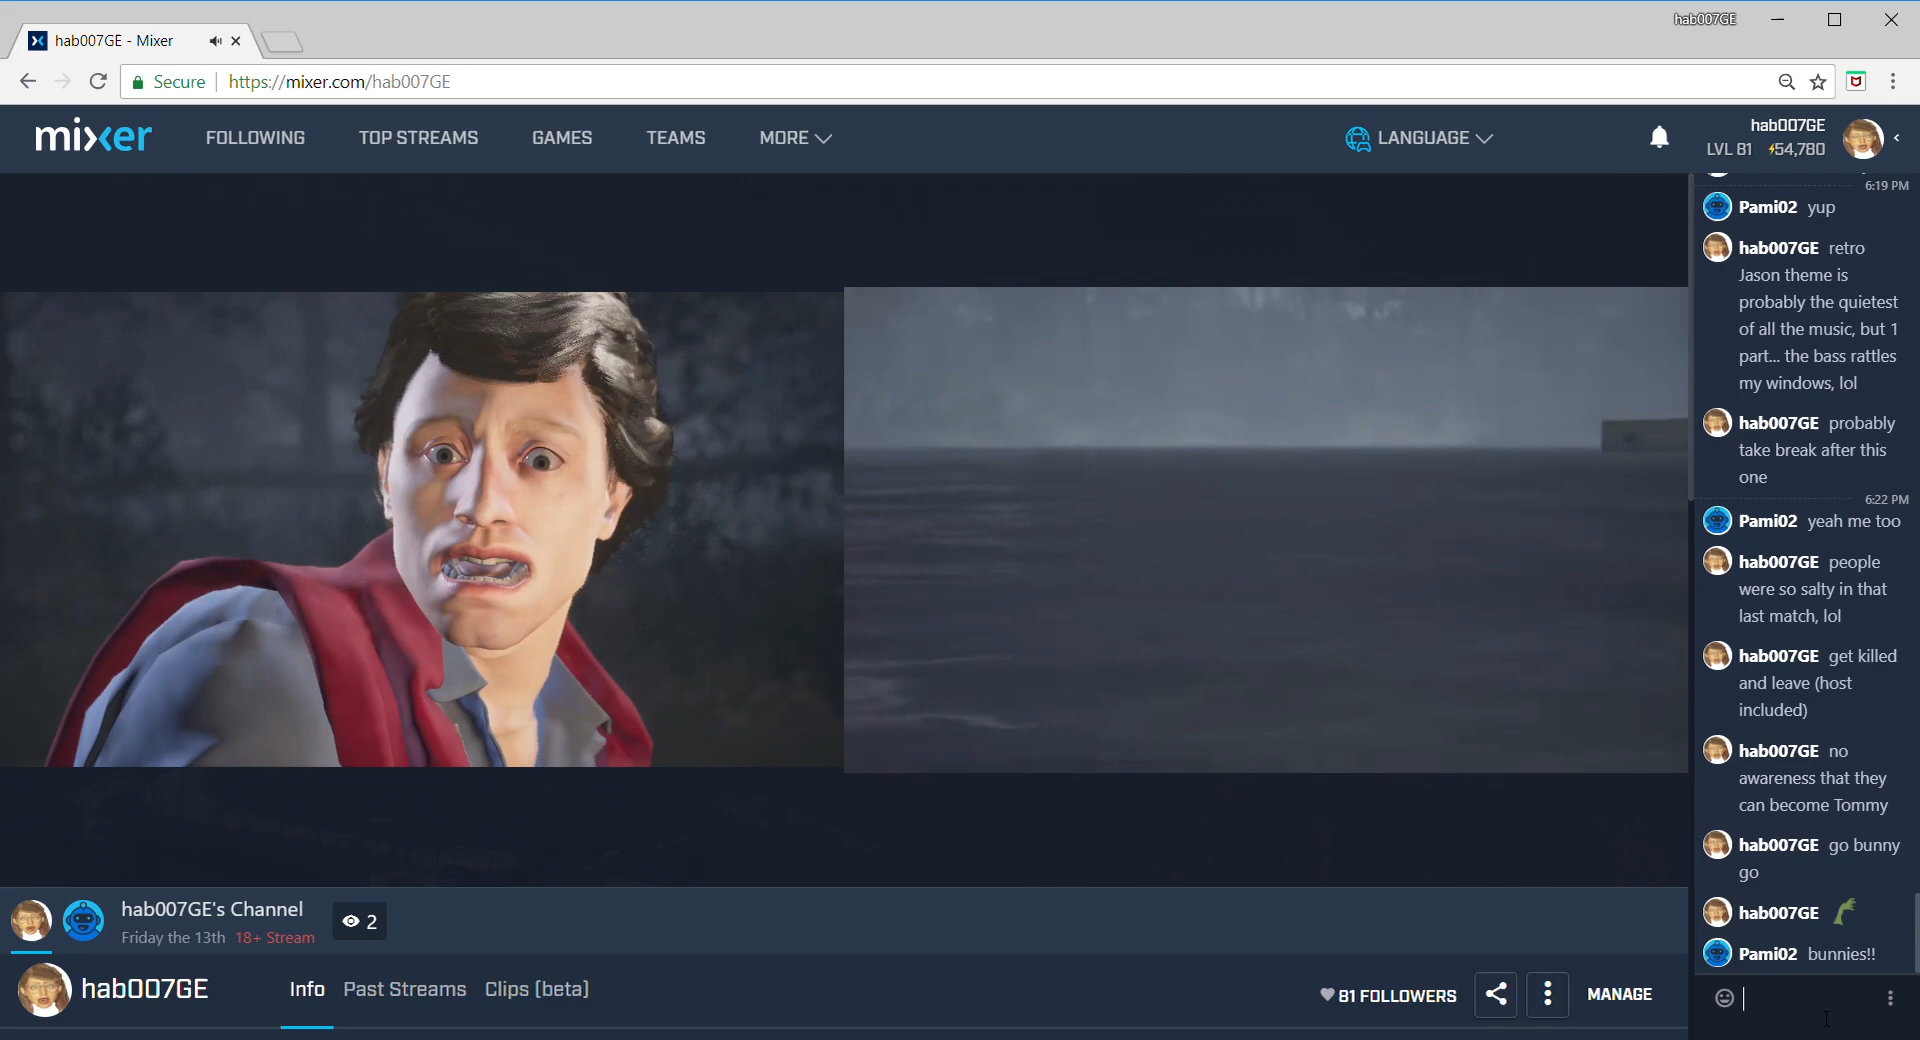 hab007GE
hab007GE - Mixer
Secure
https://mixer.com/hab007GE
mixer
FOLLOWING
TOP STREAMS
GAMES
TEAMS
MORE
LANGUAGE
hab007GE
LVL 81 54,780
6:19 PM
Pami02 yup
hab007GE retro
Jason theme is
probably the quietest
of all the music, but 1
part... the bass rattles
my windows, lol
hab007GE probably
take break after this
one
6:22 PM
Pami02 yeah me too
hab007GE people
were so salty in that
last match, lol
hab007GE get killed
and leave (host
included)
hab007GE no
awareness that they
can become Tommy
hab007GE go bunny
go
hab007GE
Pami02 bunnies!!
hab007GE's Channel
Friday the 13th 18+ Stream
2
hab007GE
Info
Past Streams
Clips (beta)
81 FOLLOWERS
MANAGE